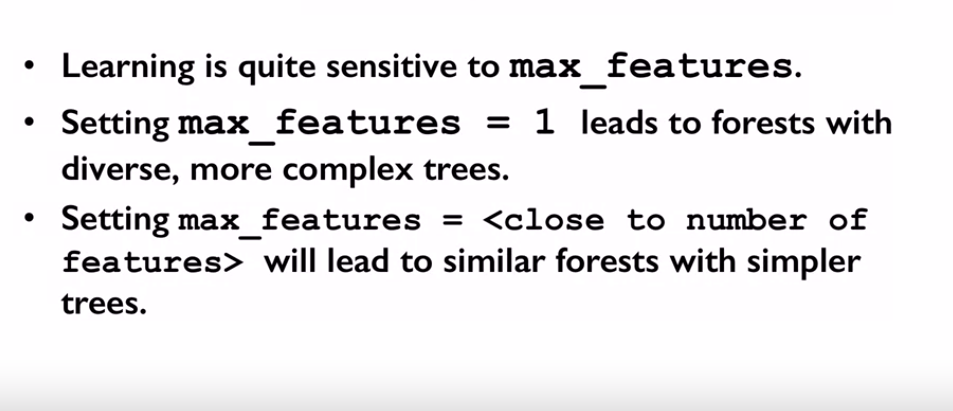 • Learning is quite sensitive to max_features.
• Setting max_features = 1 leads to forests with
diverse, more complex trees.
• Setting max_features = <close to number of
features> will lead to similar forests with simpler
trees.